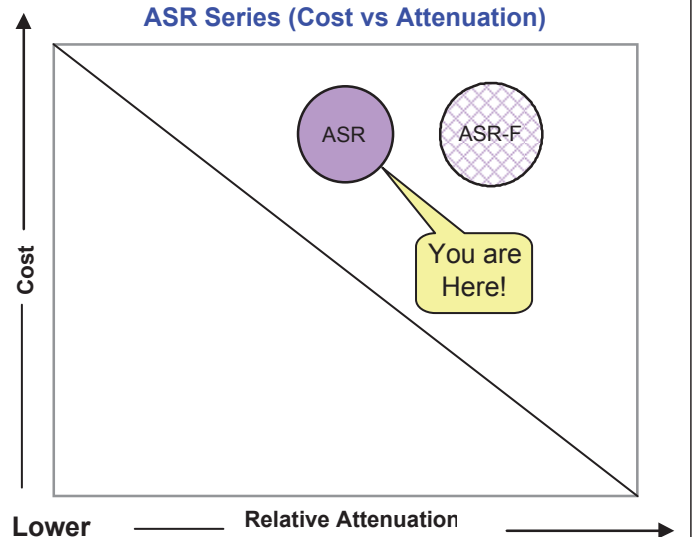 ASR Series (Cost vs Attenuation)
ASR
ASR-F
You are
Here!
Cost
Lower
Relative Attenuation